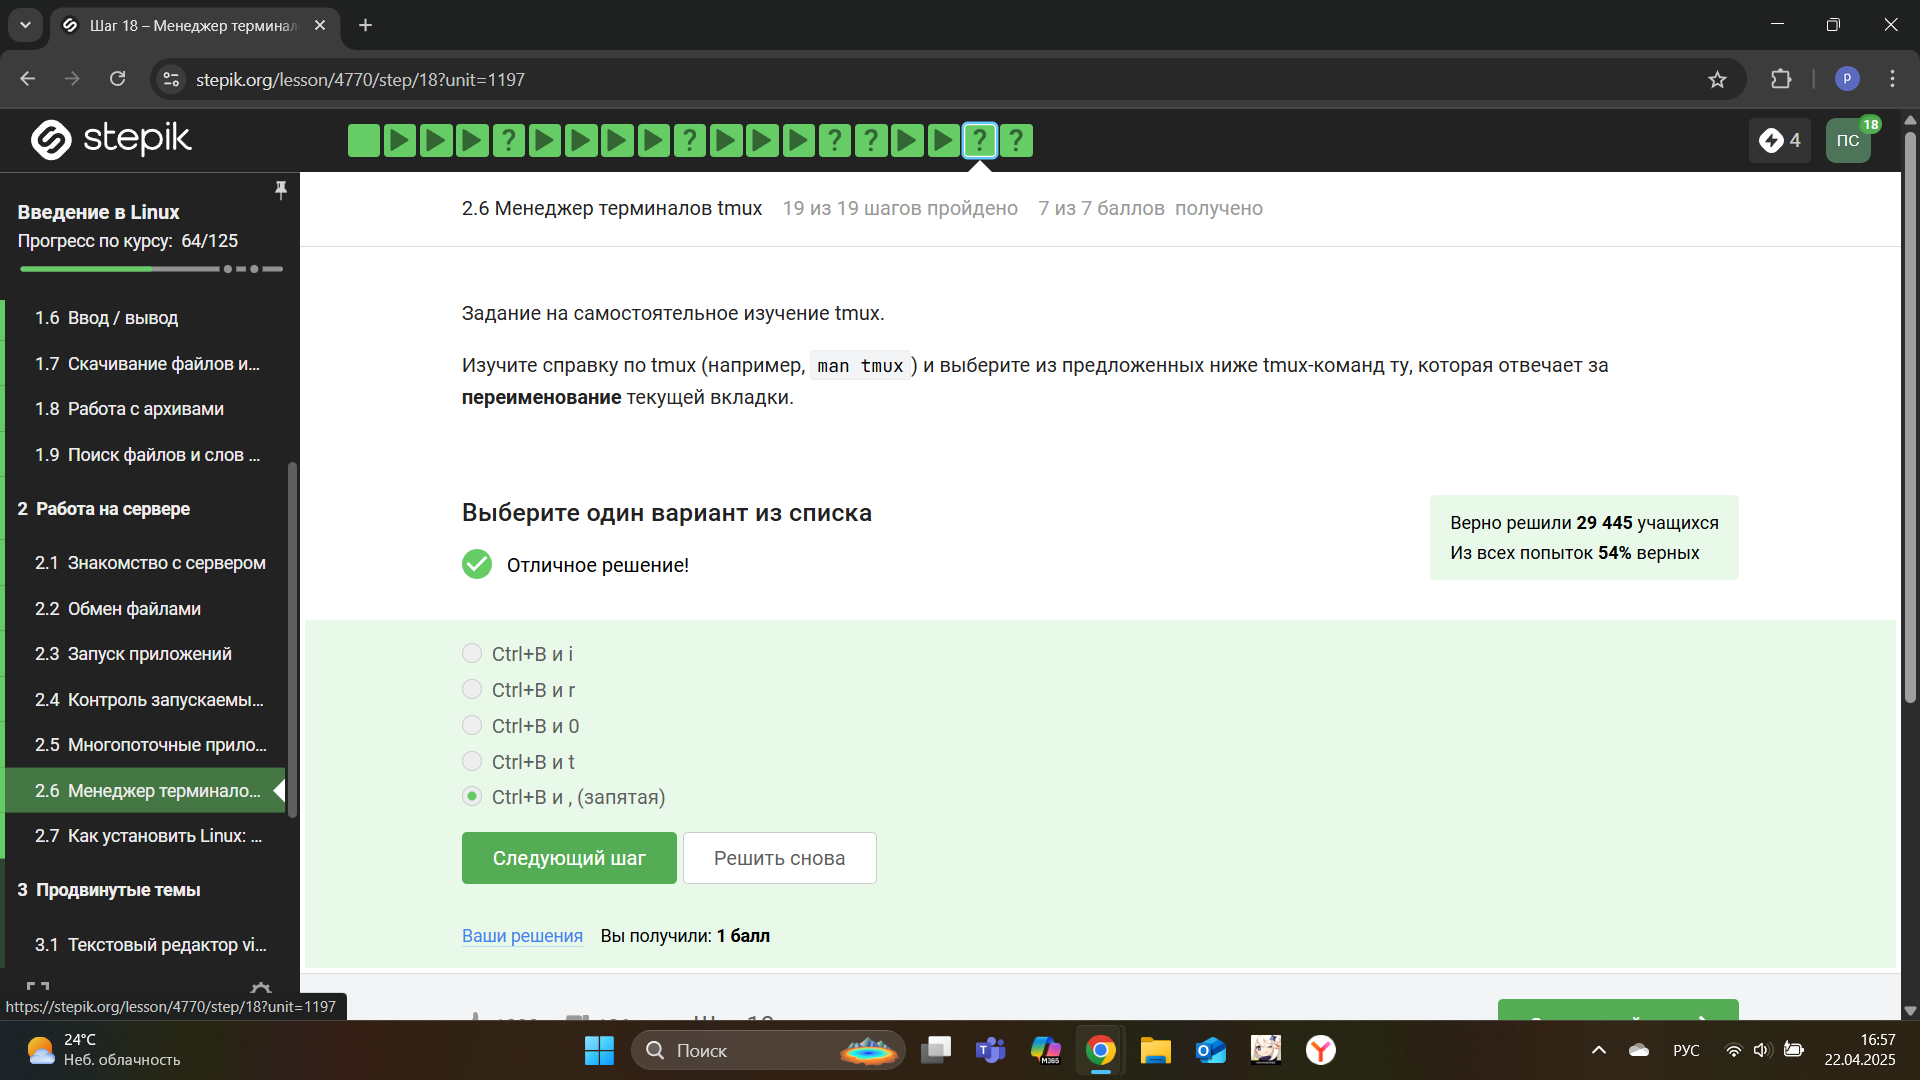 Шаг 18 – Менеджер терминал
stepik.org/lesson/4770/step/18?unit=1197
P
stepik
? ? ? ? ? ?
4
ПС
18
Введение в Linux
Прогресс по курсу: 64/125
1.6 Ввод / вывод
1.7 Скачивание файлов и...
1.8 Работа с архивами
1.9 Поиск файлов и слов ...
2 Работа на сервере
2.1 Знакомство с сервером
2.2 Обмен файлами
2.3 Запуск приложений
2.4 Контроль запускаемы...
2.5 Многопоточные прило...
2.6 Менеджер терминало...
2.7 Как установить Linux: ...
3 Продвинутые темы
3.1 Текстовый редактор vi...
https://stepik.org/lesson/4770/step/18?unit=1197
2.6 Менеджер терминалов tmux 19 из 19 шагов пройдено 7 из 7 баллов получено
Задание на самостоятельное изучение tmux.
Изучите справку по tmux (например, man tmux ) и выберите из предложенных ниже tmux-команд ту, которая отвечает за
переименование текущей вкладки.
Выберите один вариант из списка
Отличное решение!
Верно решили 29 445 учащихся
Из всех попыток 54% верных
Ctrl+B и i
Ctrl+B и r
Ctrl+B и 0
Ctrl+B и t
Ctrl+B и , (запятая)
Следующий шаг
Решить снова
Ваши решения Вы получили: 1 балл
24°C
Неб. облачность
Поиск
M365
РУС
16:57
22.04.2025